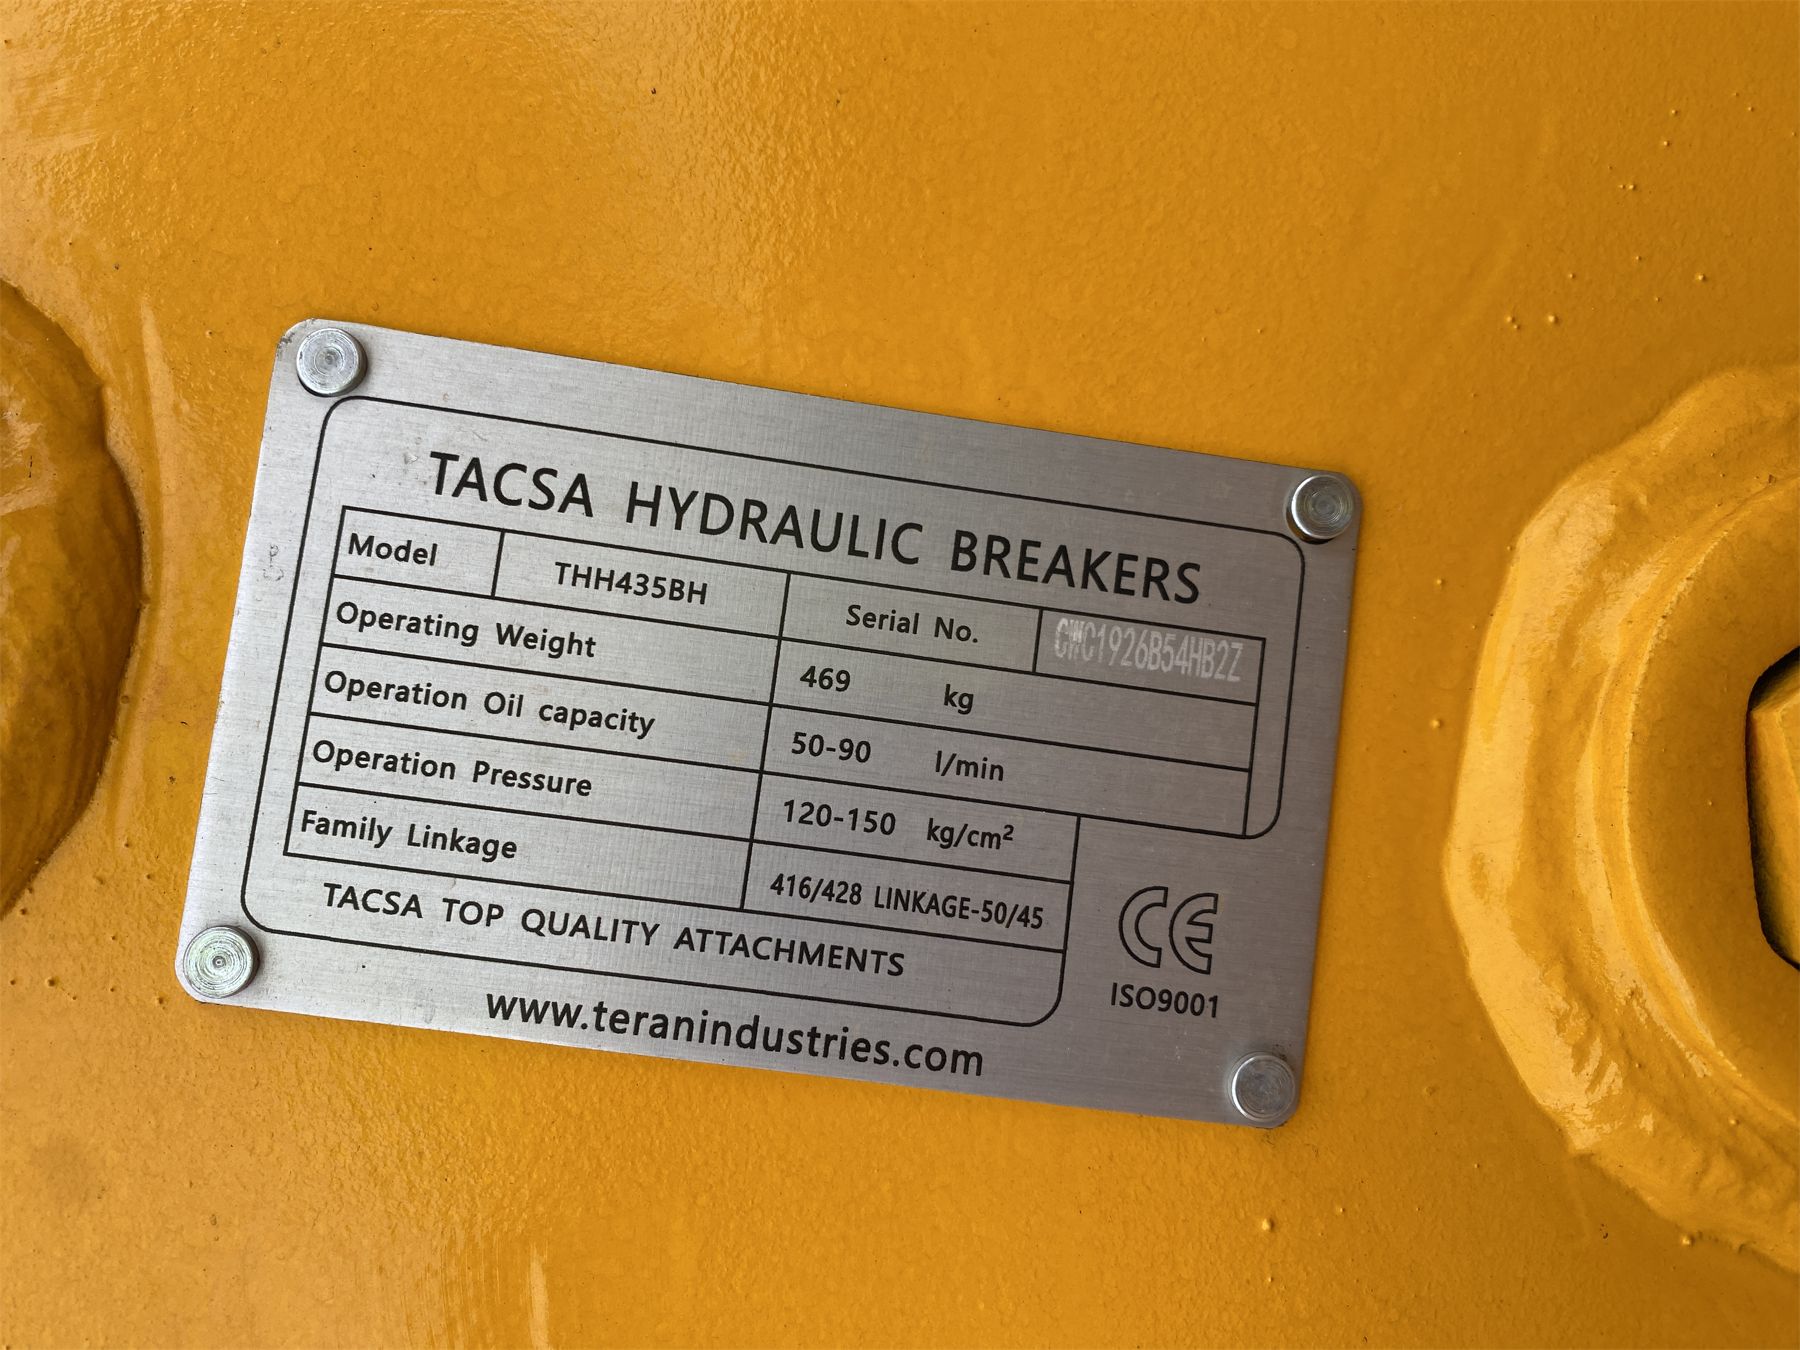 TACSA HYDRAULIC BREAKERS
Model THH435BH Serial No. CWC1926B54HB2Z
Operating Weight 469 kg
Operation Oil capacity 50-90 l/min
Operation Pressure 120-150 kg/cm²
Family Linkage 416/428 LINKAGE-50/45
TACSA TOP QUALITY ATTACHMENTS
CE
ISO9001
www.teranindustries.com